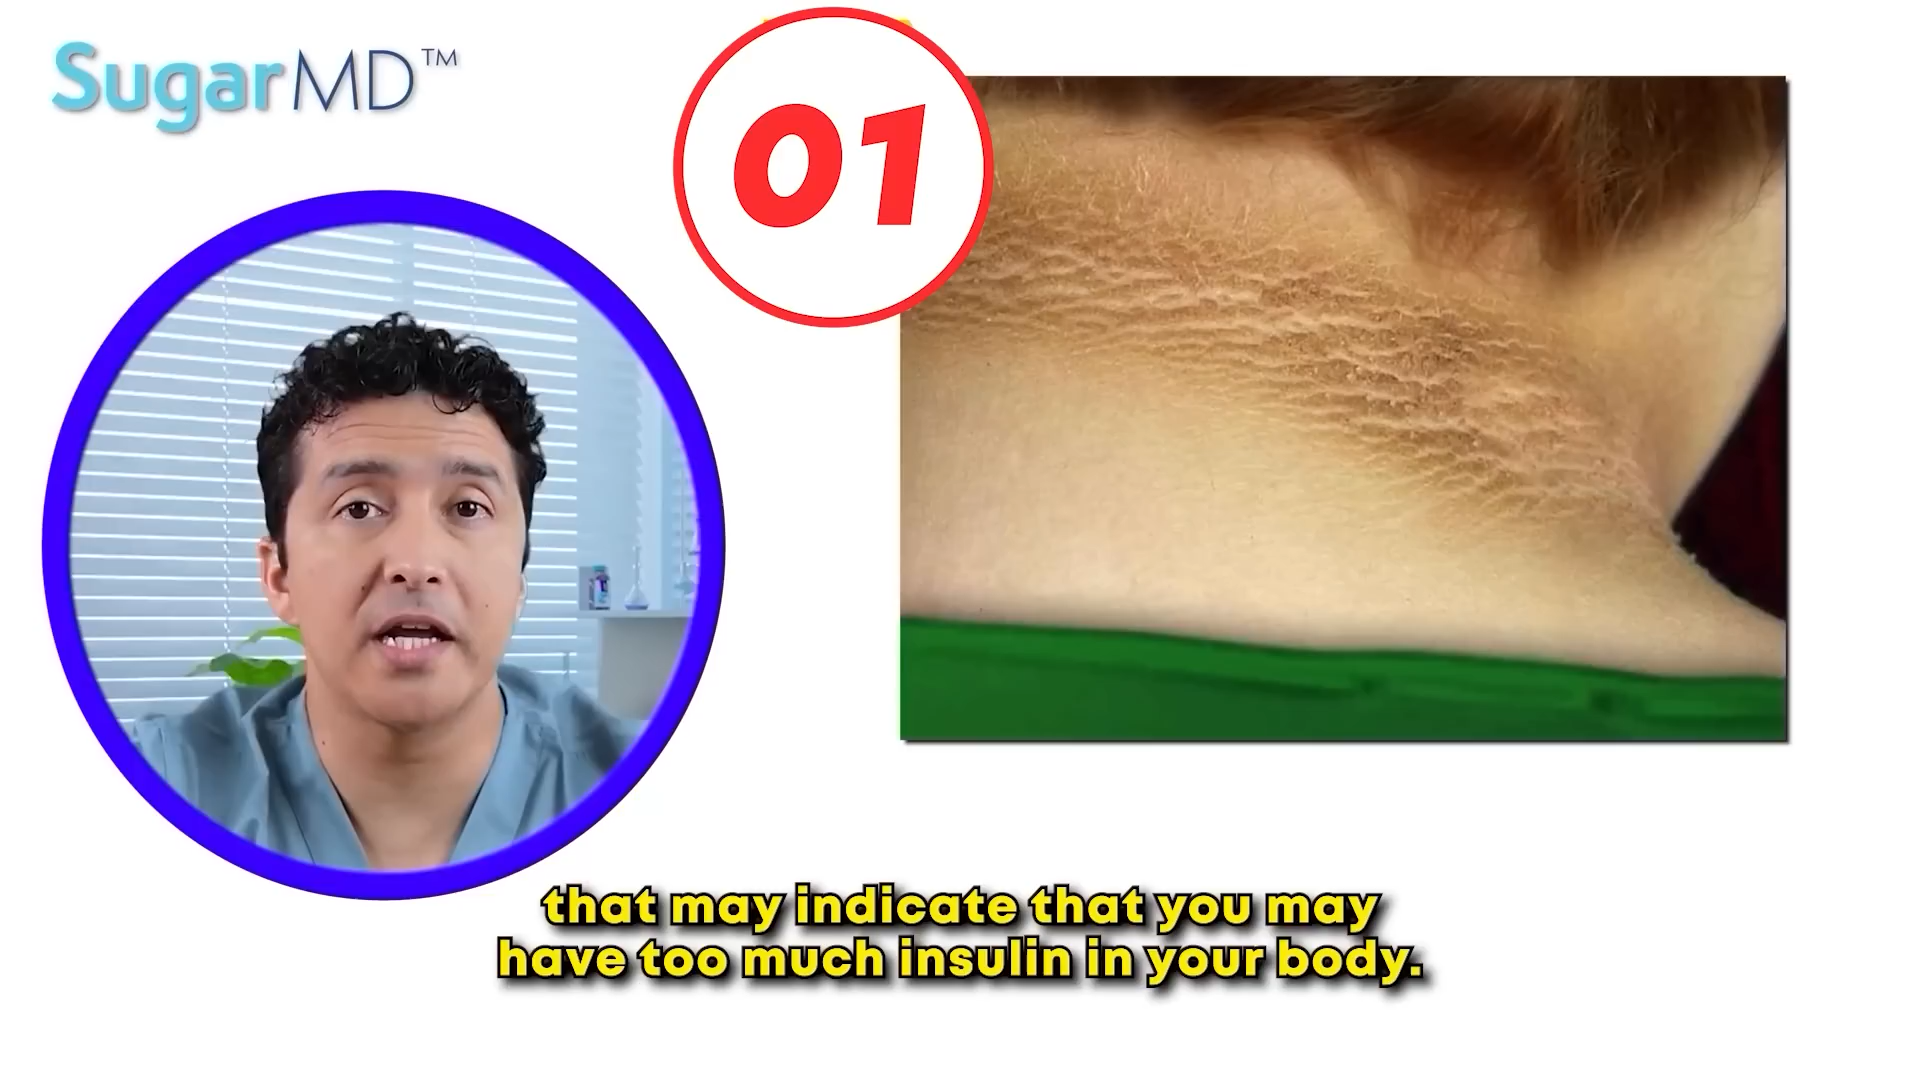 SugarMD™
01
that may indicate that you may
have too much insulin in your body.